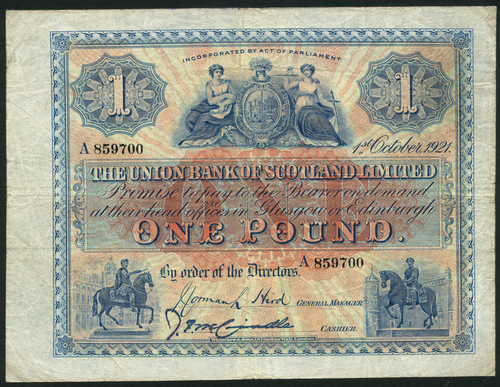 INCORPORATED BY ACT OF PARLIAMENT.
1 1
A 859700
1st October, 1921.
THE UNION BANK OF SCOTLAND LIMITED
Promise to pay to the Bearer on demand
at their head offices in Glasgow or Edinburgh
ONE POUND.
A 859700
By order of the Directors.
Norman L Hird GENERAL MANAGER.
CASHIER.